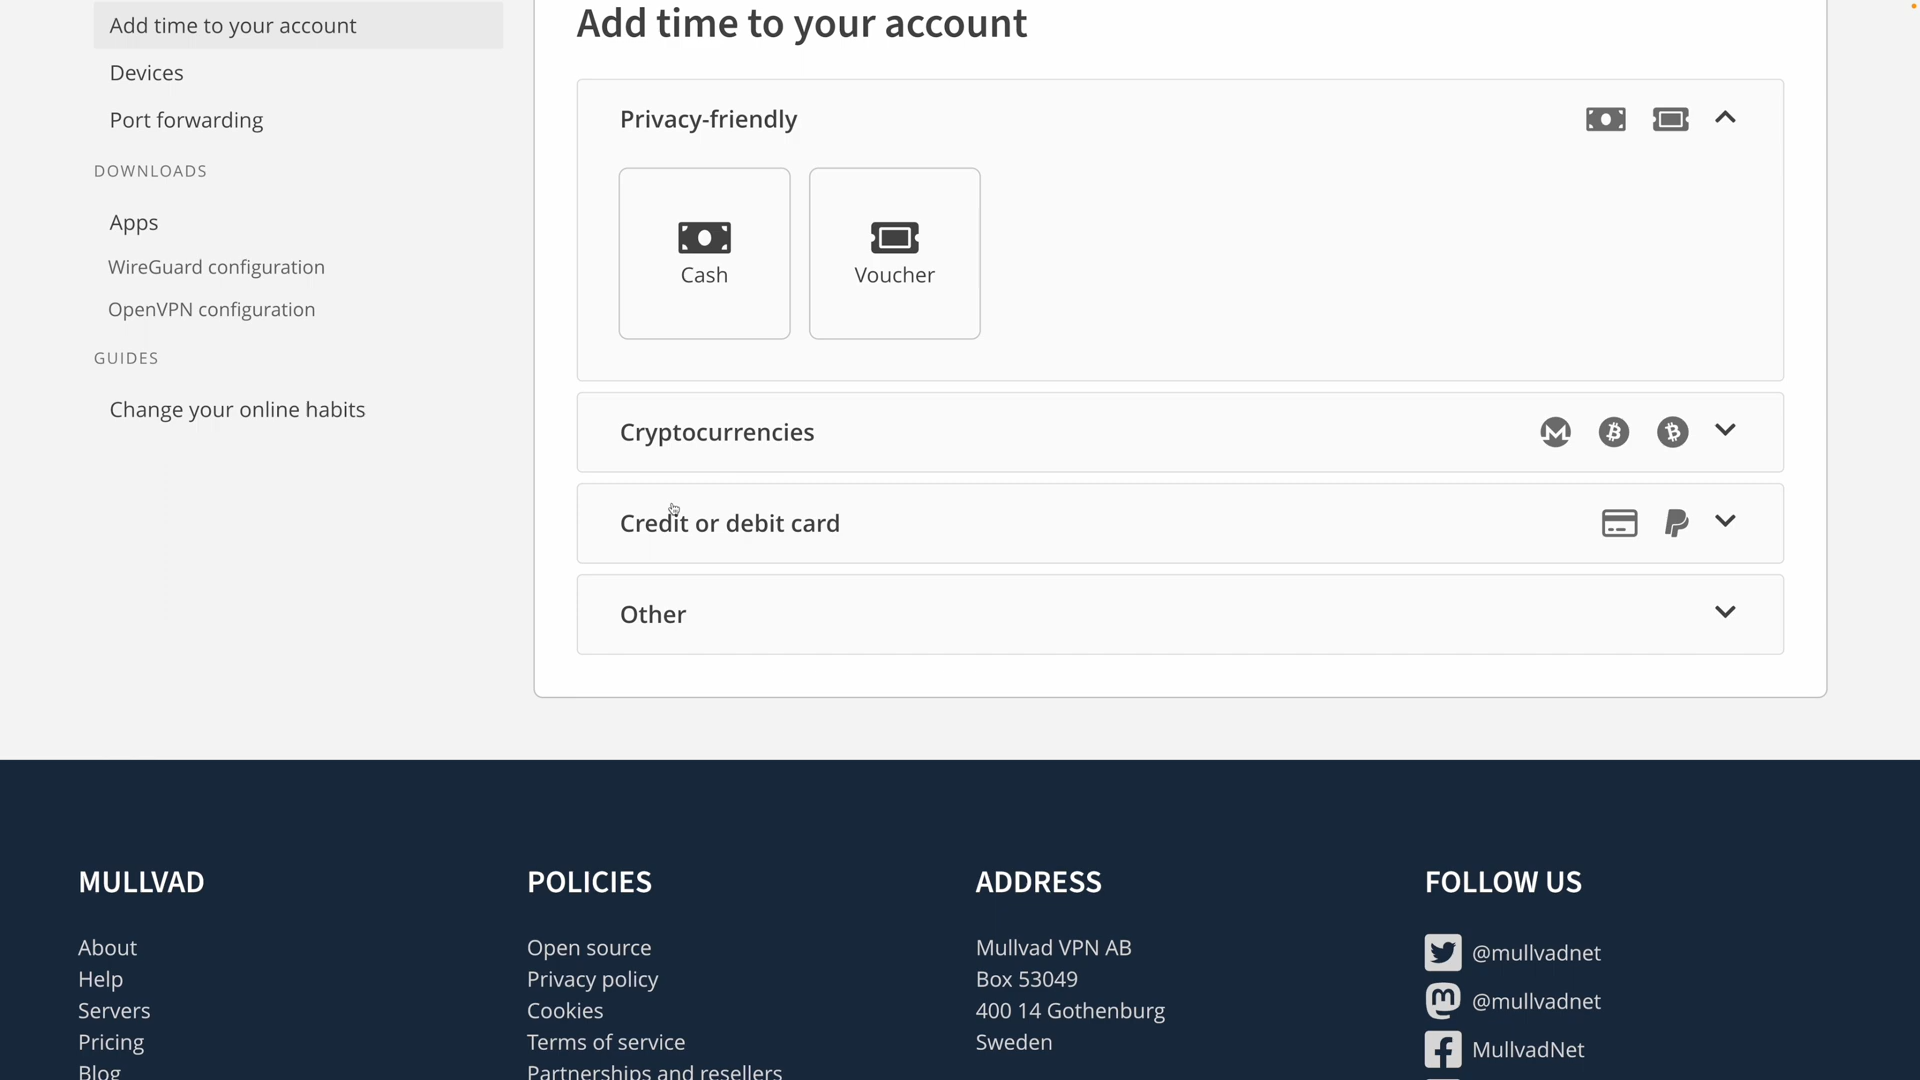 Add time to your account
Devices
Port forwarding
DOWNLOADS
Apps
WireGuard configuration
OpenVPN configuration
GUIDES
Change your online habits
Add time to your account
Privacy-friendly
Cash
Voucher
Cryptocurrencies
Credit or debit card
Other
MULLVAD
About
Help
Servers
Pricing
Blog
POLICIES
Open source
Privacy policy
Cookies
Terms of service
Partnerships and resellers
ADDRESS
Mullvad VPN AB
Box 53049
400 14 Gothenburg
Sweden
FOLLOW US
@mullvadnet
@mullvadnet
MullvadNet